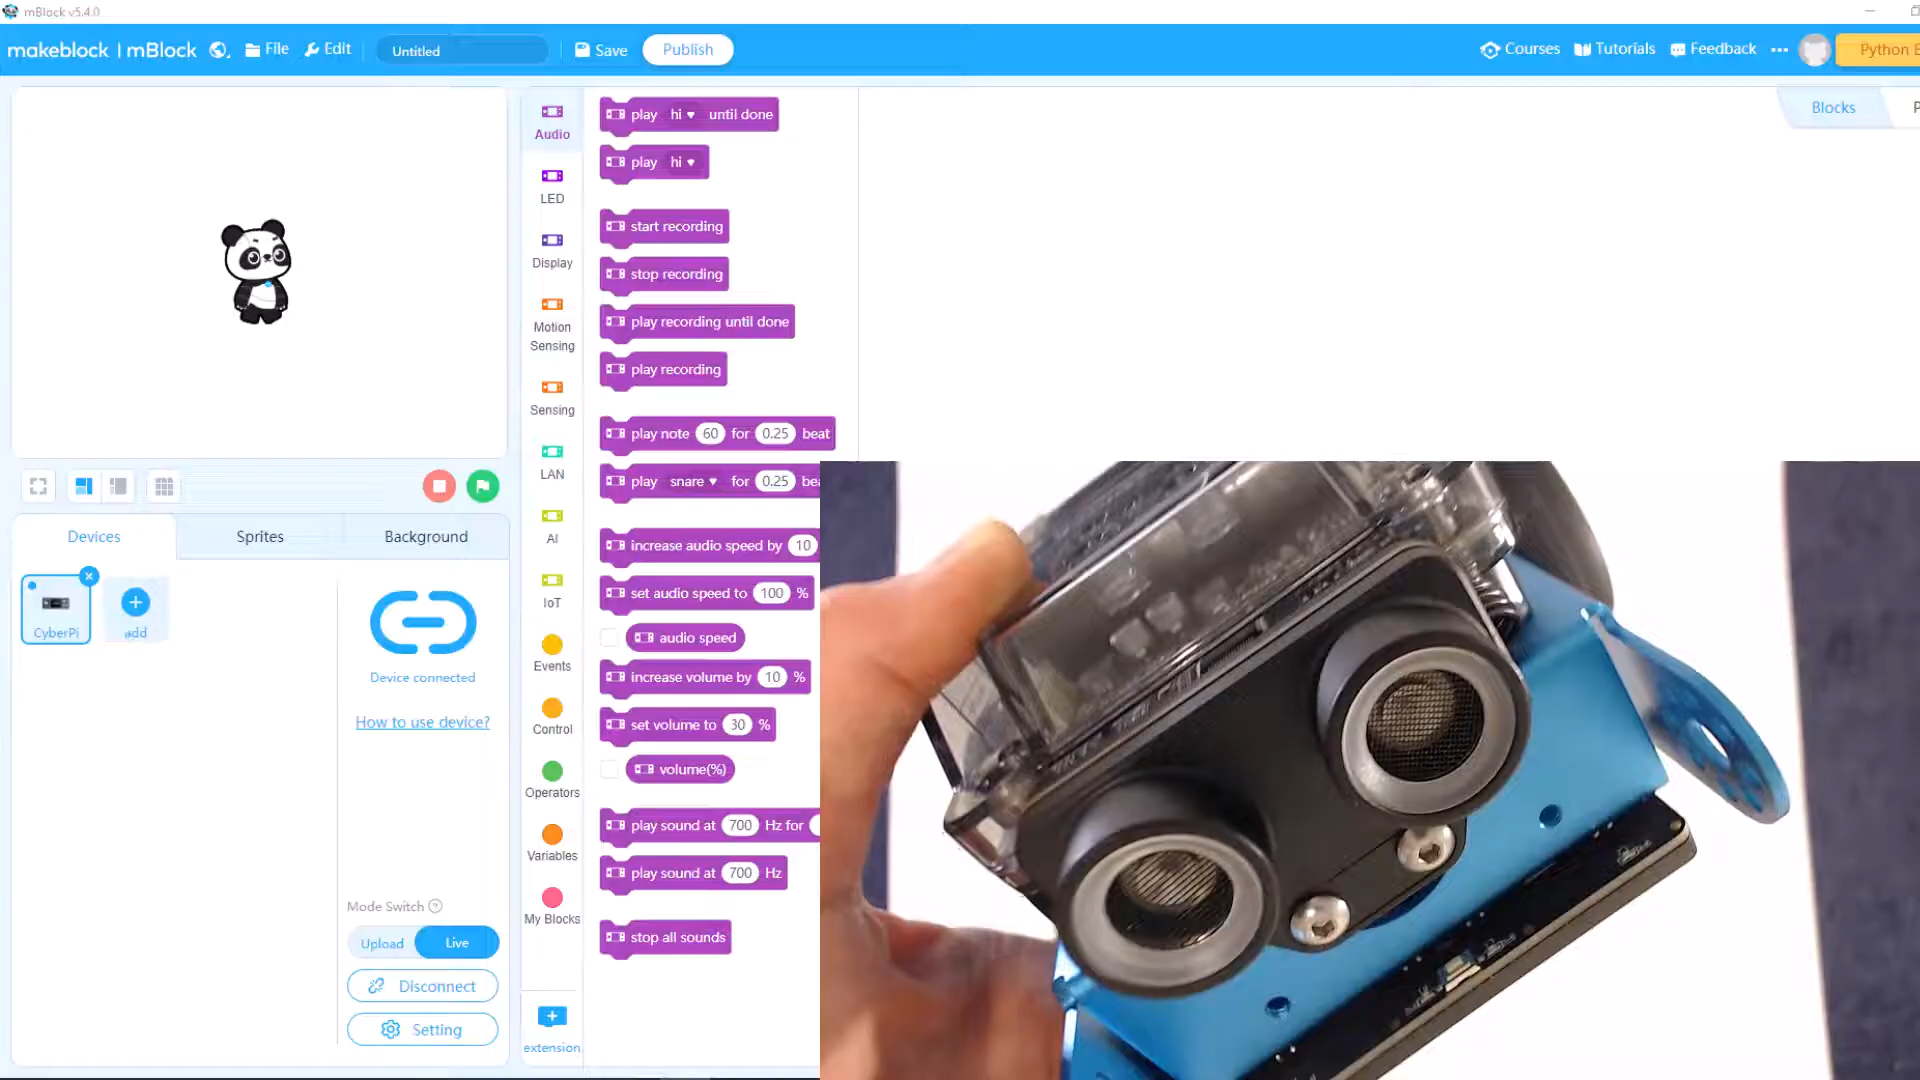 mBlock v5.4.0
makeblock | mBlock
File
Edit
Untitled
Save
Publish
Courses
Tutorials
Feedback
Python E
Blocks
P
Audio
LED
Display
Motion
Sensing
Sensing
LAN
AI
IoT
Events
Control
Operators
Variables
My Blocks
extension
play hi until done
play hi
start recording
stop recording
play recording until done
play recording
play note 60 for 0.25 beat
play snare for 0.25 bea
increase audio speed by 10
set audio speed to 100 %
audio speed
increase volume by 10 %
set volume to 30 %
volume(%)
play sound at 700 Hz for
play sound at 700 Hz
stop all sounds
Devices
Sprites
Background
CyberPi
add
Device connected
How to use device?
Mode Switch ?
Upload
Live
Disconnect
Setting